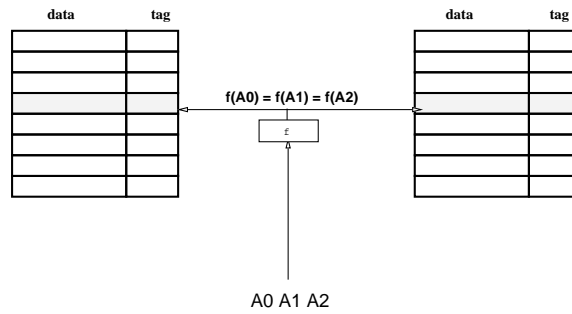 data tag data tag
f(A0) = f(A1) = f(A2)
f
A0 A1 A2